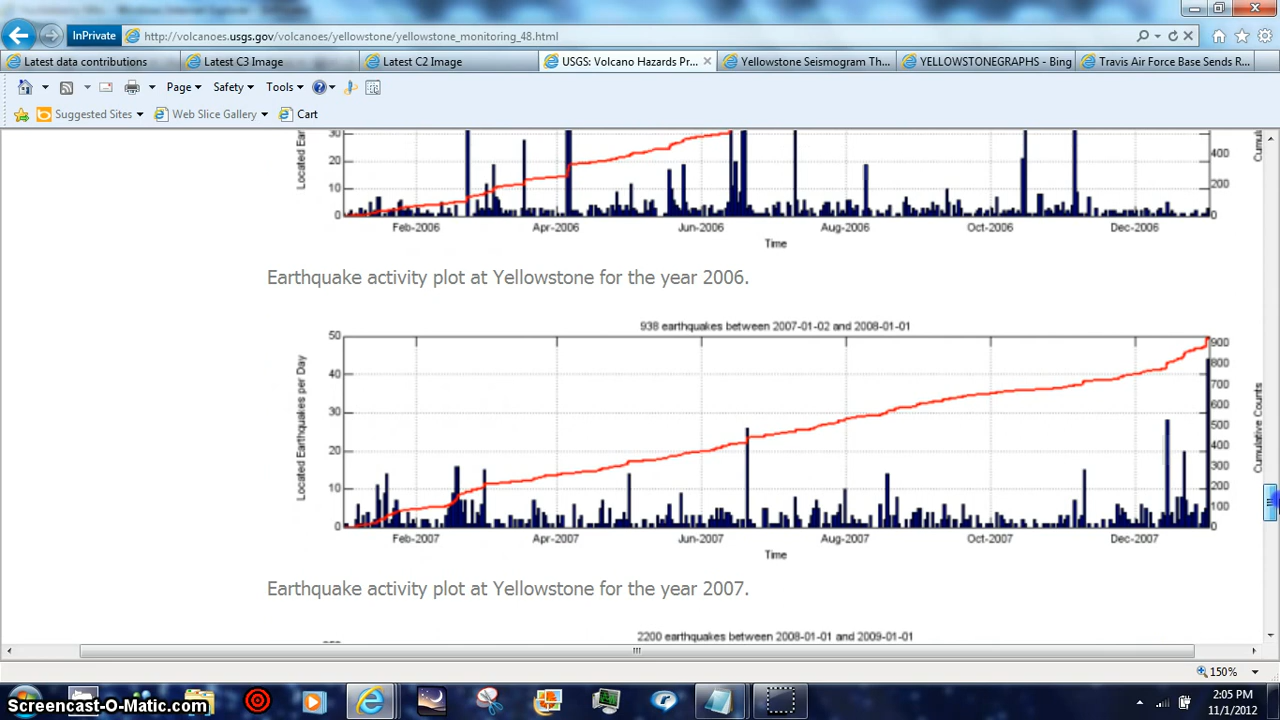 InPrivate
http://volcanoes.usgs.gov/volcanoes/yellowstone/yellowstone_monitoring_48.html
Latest data contributions
Latest C3 Image
Latest C2 Image
USGS: Volcano Hazards Pr...
Yellowstone Seismogram Th...
YELLOWSTONEGRAPHS - Bing
Travis Air Force Base Sends R...
Page
Safety
Tools
Suggested Sites
Web Slice Gallery
Cart
Located Ear
30
20
10
0
400
200
0
Feb-2006
Apr-2006
Jun-2006
Aug-2006
Oct-2006
Dec-2006
Time
Earthquake activity plot at Yellowstone for the year 2006.
938 earthquakes between 2007-01-02 and 2008-01-01
Located Earthquakes per Day
50
40
30
20
10
0
900
800
700
600
500
400
300
200
100
0
Cumulative Counts
Feb-2007
Apr-2007
Jun-2007
Aug-2007
Oct-2007
Dec-2007
Time
Earthquake activity plot at Yellowstone for the year 2007.
2200 earthquakes between 2008-01-01 and 2009-01-01
150%
Screencast-O-Matic.com
2:05 PM
11/1/2012